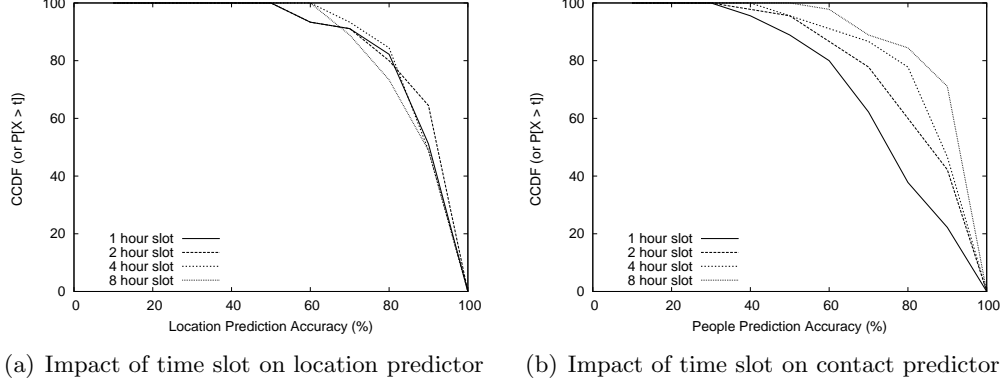 100
80
60
40
20
0
CCDF (or P[X > t])
1 hour slot
2 hour slot
4 hour slot
8 hour slot
0 20 40 60 80 100
Location Prediction Accuracy (%)
(a) Impact of time slot on location predictor
100
80
60
40
20
0
CCDF (or P[X > t])
1 hour slot
2 hour slot
4 hour slot
8 hour slot
0 20 40 60 80 100
People Prediction Accuracy (%)
(b) Impact of time slot on contact predictor